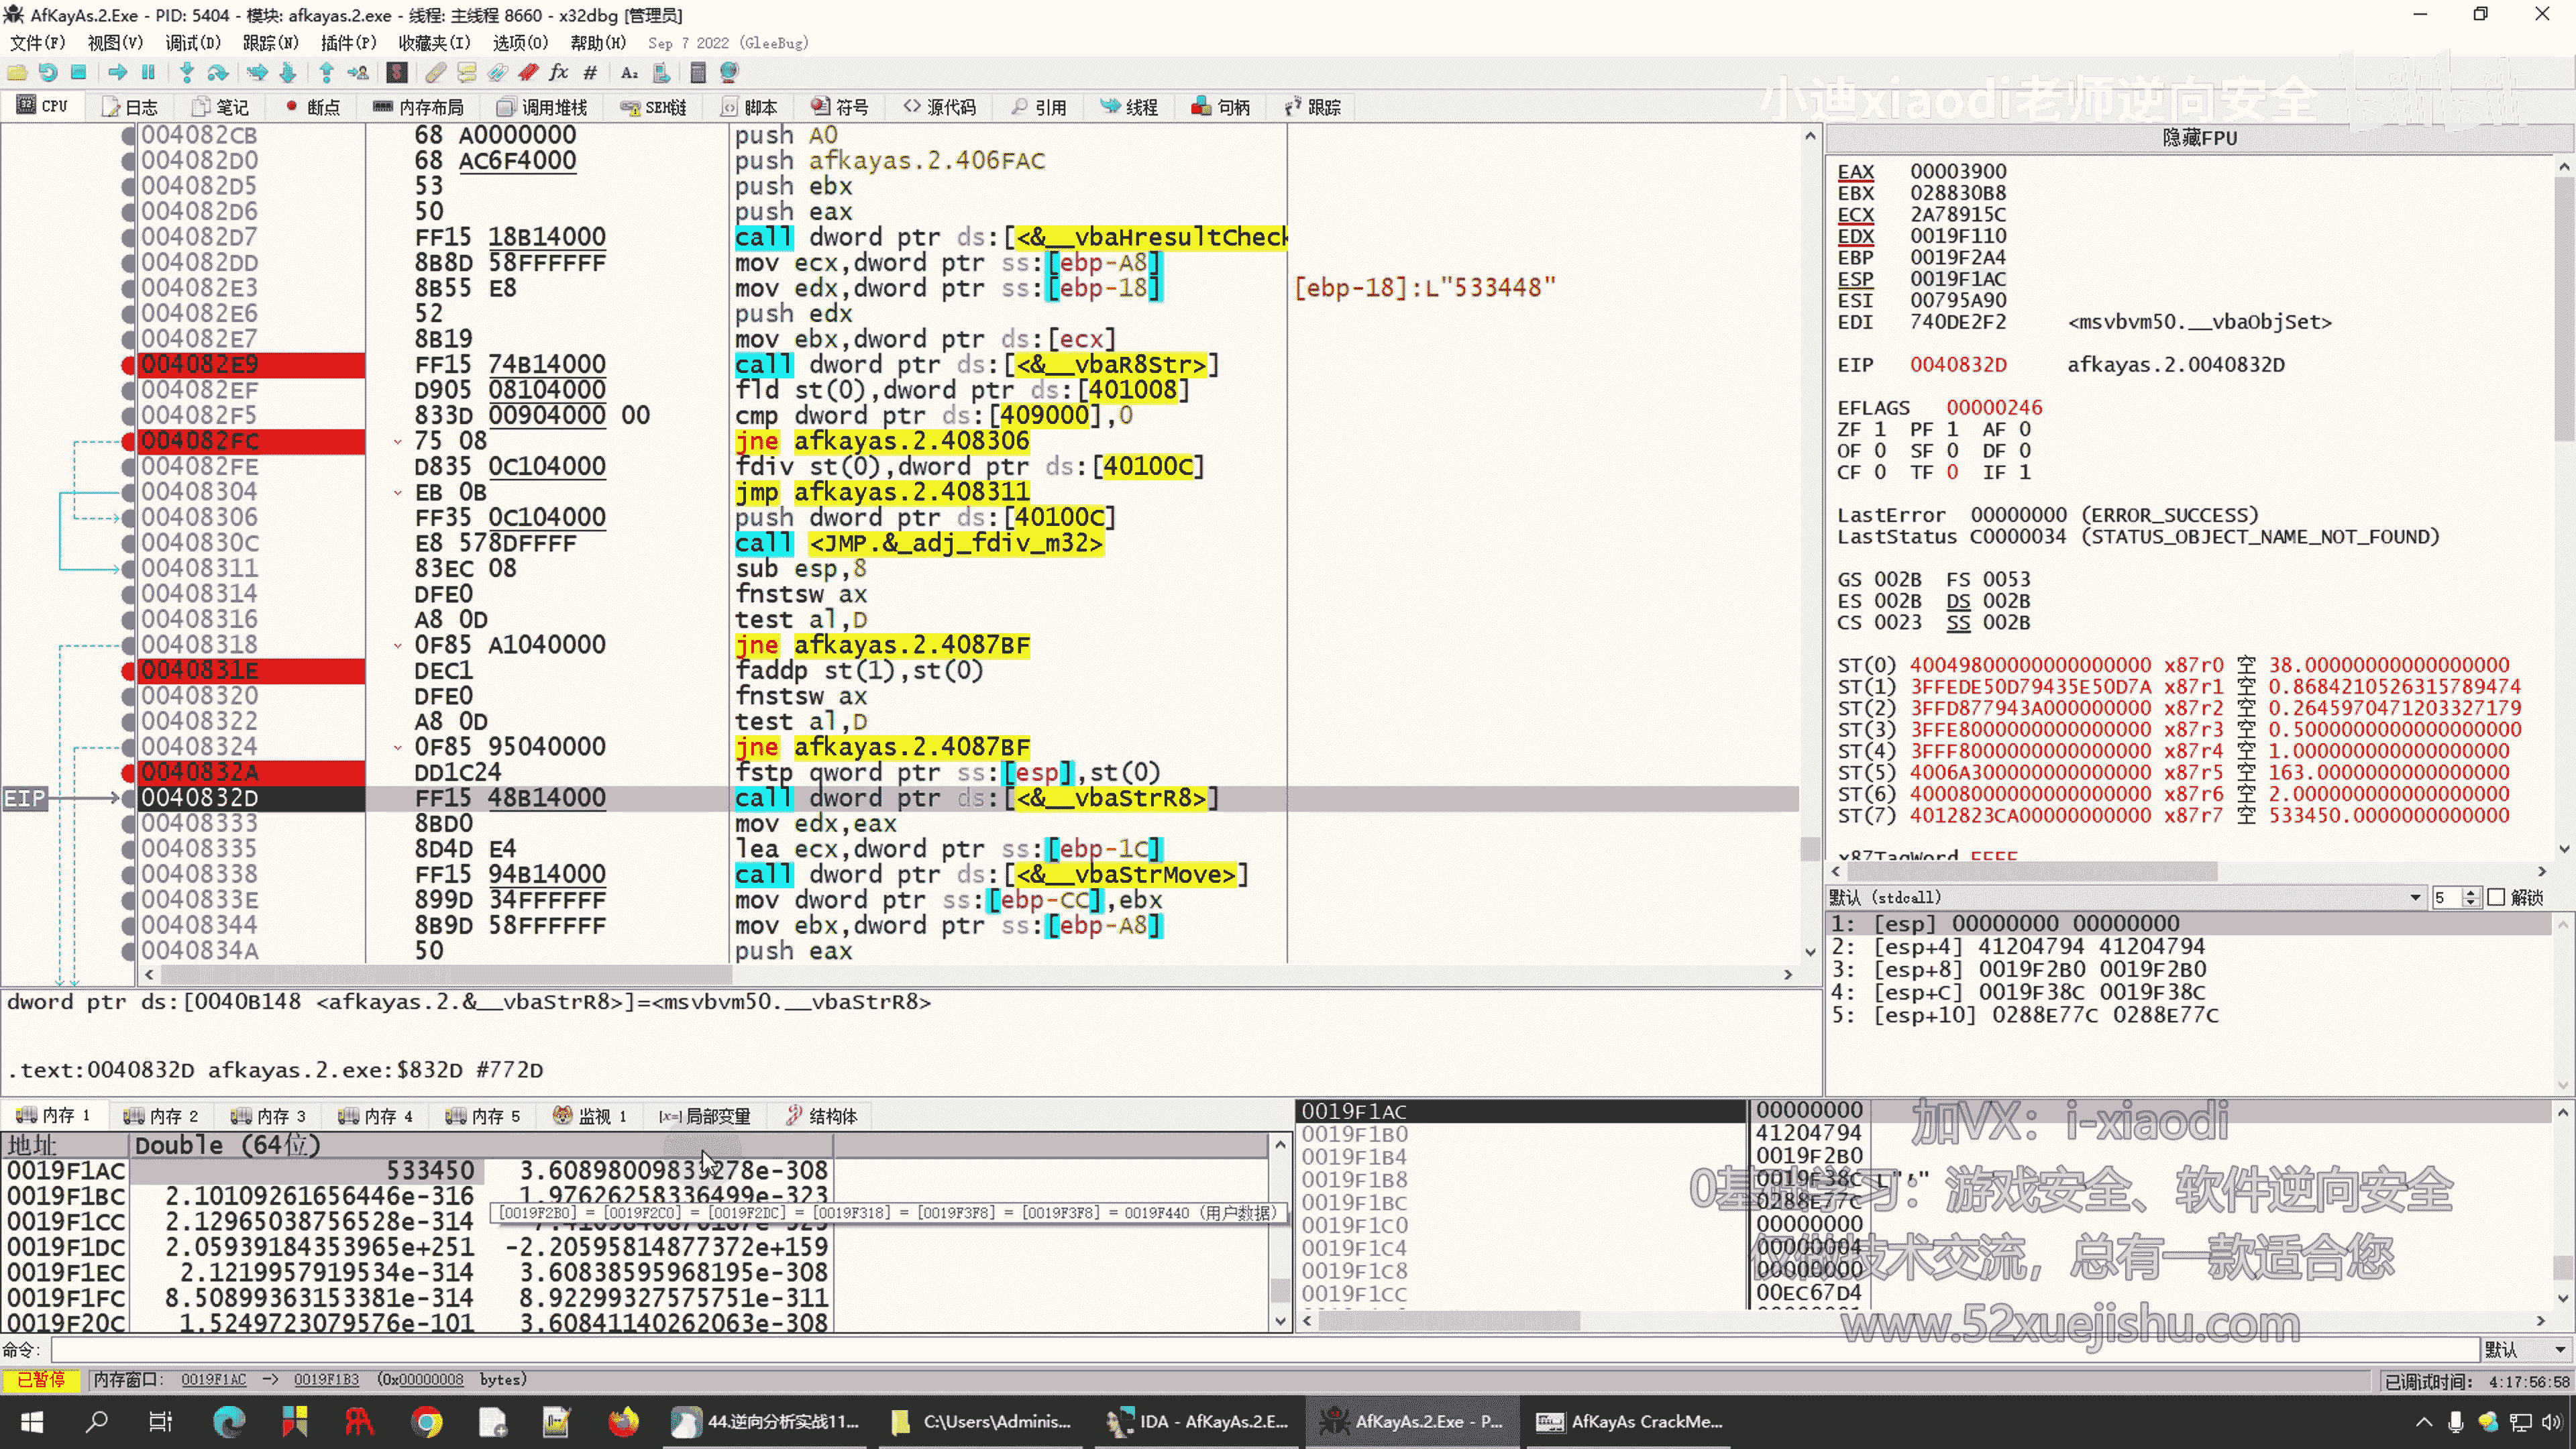 AfKayAs.2.Exe - PID: 5404 - 模块: afkayas.2.exe - 线程: 主线程 8660 - x32dbg [管理员]
文件(F) 视图(V) 调试(D) 跟踪(N) 插件(P) 收藏夹(I) 选项(O) 帮助(H) Sep 7 2022 (GleeBug)
CPU 日志 笔记 断点 内存布局 调用堆栈 SEH链 脚本 符号 源代码 引用 线程 句柄 跟踪
小迪xiaodi老师逆向安全
004082CB 68 A0000000 push A0
004082D0 68 AC6F4000 push afkayas.2.406FAC
004082D5 53 push ebx
004082D6 50 push eax
004082D7 FF15 18B14000 call dword ptr ds:[<&__vbaHresultCheck
004082DD 8B8D 58FFFFFF mov ecx,dword ptr ss:[ebp-A8]
004082E3 8B55 E8 mov edx,dword ptr ss:[ebp-18] [ebp-18]:L"533448"
004082E6 52 push edx
004082E7 8B19 mov ebx,dword ptr ds:[ecx]
004082E9 FF15 74B14000 call dword ptr ds:[<&__vbaR8Str>]
004082EF D905 08104000 fld st(0),dword ptr ds:[401008]
004082F5 833D 00904000 00 cmp dword ptr ds:[409000],0
004082FC 75 08 jne afkayas.2.408306
004082FE D835 0C104000 fdiv st(0),dword ptr ds:[40100C]
00408304 EB 0B jmp afkayas.2.408311
00408306 FF35 0C104000 push dword ptr ds:[40100C]
0040830C E8 578DFFFF call <JMP.&_adj_fdiv_m32>
00408311 83EC 08 sub esp,8
00408314 DFE0 fnstsw ax
00408316 A8 0D test al,D
00408318 0F85 A1040000 jne afkayas.2.4087BF
0040831E DEC1 faddp st(1),st(0)
00408320 DFE0 fnstsw ax
00408322 A8 0D test al,D
00408324 0F85 95040000 jne afkayas.2.4087BF
0040832A DD1C24 fstp qword ptr ss:[esp],st(0)
EIP 0040832D FF15 48B14000 call dword ptr ds:[<&__vbaStrR8>]
00408333 8BD0 mov edx,eax
00408335 8D4D E4 lea ecx,dword ptr ss:[ebp-1C]
00408338 FF15 94B14000 call dword ptr ds:[<&__vbaStrMove>]
0040833E 899D 34FFFFFF mov dword ptr ss:[ebp-CC],ebx
00408344 8B9D 58FFFFFF mov ebx,dword ptr ss:[ebp-A8]
0040834A 50 push eax
隐藏FPU
EAX 00003900
EBX 028830B8
ECX 2A78915C
EDX 0019F110
EBP 0019F2A4
ESP 0019F1AC
ESI 00795A90
EDI 740DE2F2 <msvbvm50.__vbaObjSet>
EIP 0040832D afkayas.2.0040832D
EFLAGS 00000246
ZF 1 PF 1 AF 0
OF 0 SF 0 DF 0
CF 0 TF 0 IF 1
LastError 00000000 (ERROR_SUCCESS)
LastStatus C0000034 (STATUS_OBJECT_NAME_NOT_FOUND)
GS 002B FS 0053
ES 002B DS 002B
CS 0023 SS 002B
ST(0) 40049800000000000000 x87r0 空 38.00000000000000000
ST(1) 3FFEDE50D79435E50D7A x87r1 空 0.8684210526315789474
ST(2) 3FFD877943A000000000 x87r2 空 0.2645970471203327179
ST(3) 3FFE8000000000000000 x87r3 空 0.5000000000000000000
ST(4) 3FFF8000000000000000 x87r4 空 1.000000000000000000
ST(5) 4006A300000000000000 x87r5 空 163.0000000000000000
ST(6) 40008000000000000000 x87r6 空 2.000000000000000000
ST(7) 4012823CA00000000000 x87r7 空 533450.0000000000000
x87TagWord FFFF
默认 (stdcall) 5 解锁
1: [esp] 00000000 00000000
2: [esp+4] 41204794 41204794
3: [esp+8] 0019F2B0 0019F2B0
4: [esp+C] 0019F38C 0019F38C
5: [esp+10] 0288E77C 0288E77C
dword ptr ds:[0040B148 <afkayas.2.&__vbaStrR8>]=<msvbvm50.__vbaStrR8>
.text:0040832D afkayas.2.exe:$832D #772D
内存 1 内存 2 内存 3 内存 4 内存 5 监视 1 [x=] 局部变量 结构体
地址 Double (64位)
0019F1AC 533450 3.60898009831278e-308
0019F1BC 2.10109261656446e-316 1.97626258336499e-323
[0019F2B0] = [0019F2C0] = [0019F2DC] = [0019F318] = [0019F3F8] = [0019F3F8] = 0019F440 (用户数据)
0019F1CC 2.12965038756528e-314
0019F1DC 2.05939184353965e+251 -2.20595814877372e+159
0019F1EC 2.1219957919534e-314 3.60838595968195e-308
0019F1FC 8.50899363153381e-314 8.92299327575751e-311
0019F20C 1.5249723079576e-101 3.60841140262063e-308
0019F1AC 00000000
0019F1B0 41204794
0019F1B4 0019F2B0
0019F1B8 0019F38C
0019F1BC 0288E77C
0019F1C0 00000000
0019F1C4 00000004
0019F1C8 00000000
0019F1CC 00EC67D4
加VX: i-xiaodi
0基础学习: 游戏安全、软件逆向安全
技术交流, 总有一款适合您
www.52xuejishu.com
命令: 默认
已暂停 内存窗口: 0019F1AC -> 0019F1B3 (0x00000008 bytes) 已调试时间: 4:17:56:58
44.逆向分析实战11... C:\Users\Adminis... IDA - AfKayAs.2.E... AfKayAs.2.Exe - P... AfKayAs CrackMe...